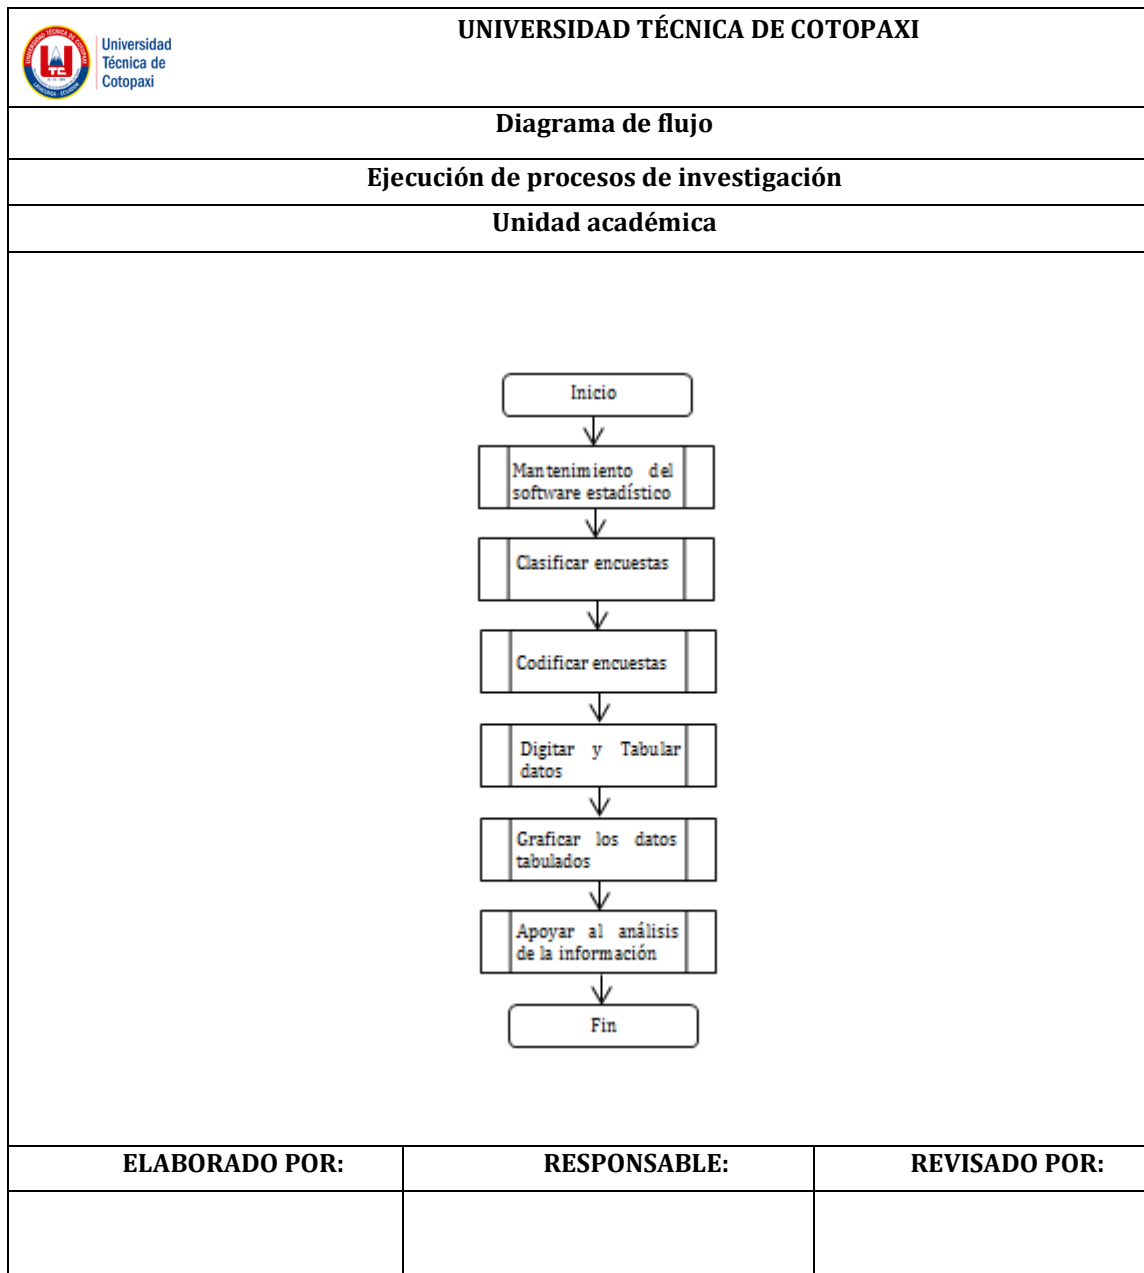 UNIVERSIDAD TÉCNICA DE COTOPAXI
Universidad
Técnica de
Cotopaxi
Diagrama de flujo
Ejecución de procesos de investigación
Unidad académica
Inicio
Mantenimiento del
software estadístico
Clasificar encuestas
Codificar encuestas
Digitar y Tabular
datos
Graficar los datos
tabulados
Apoyar al análisis
de la información
Fin
ELABORADO POR: RESPONSABLE: REVISADO POR: